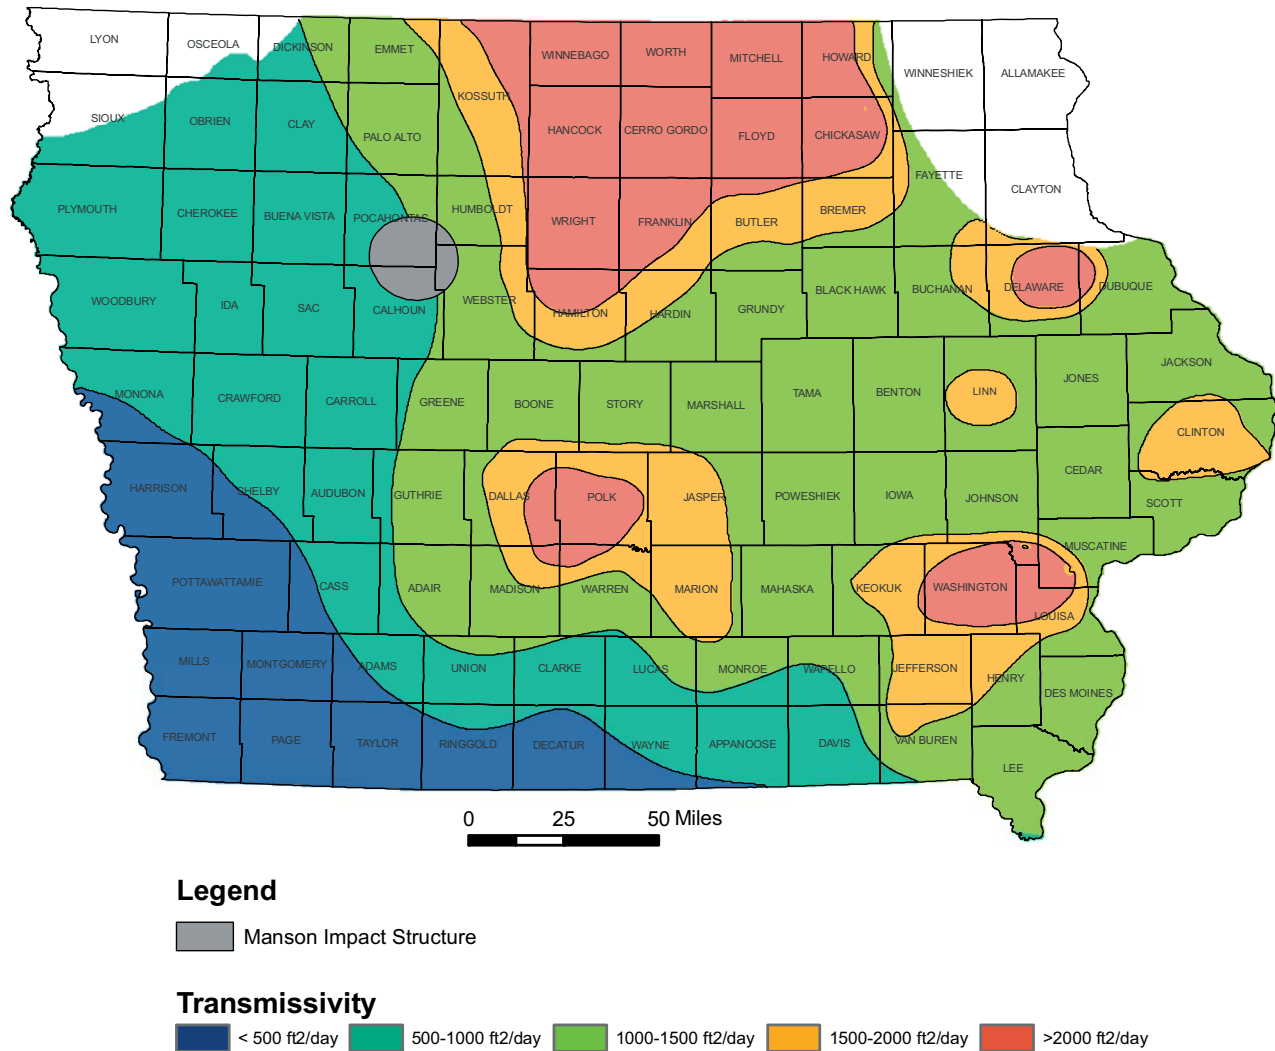 LYON
OSCEOLA
DICKINSON
EMMET
WINNEBAGO
WORTH
MITCHELL
HOWARD
WINNESHIEK
ALLAMAKEE
SIOUX
OBRIEN
CLAY
PALO ALTO
KOSSUTH
HANCOCK
CERRO GORDO
FLOYD
CHICKASAW
FAYETTE
CLAYTON
PLYMOUTH
CHEROKEE
BUENA VISTA
POCAHONTAS
HUMBOLDT
WRIGHT
FRANKLIN
BUTLER
BREMER
WOODBURY
IDA
SAC
CALHOUN
WEBSTER
HAMILTON
HARDIN
GRUNDY
BLACK HAWK
BUCHANAN
DELAWARE
DUBUQUE
MONONA
CRAWFORD
CARROLL
GREENE
BOONE
STORY
MARSHALL
TAMA
BENTON
LINN
JONES
JACKSON
CLINTON
HARRISON
SHELBY
AUDUBON
GUTHRIE
DALLAS
POLK
JASPER
POWESHIEK
IOWA
JOHNSON
CEDAR
SCOTT
POTTAWATTAMIE
CASS
ADAIR
MADISON
WARREN
MARION
MAHASKA
KEOKUK
WASHINGTON
MUSCATINE
LOUISA
MILLS
MONTGOMERY
ADAMS
UNION
CLARKE
LUCAS
MONROE
WAPELLO
JEFFERSON
HENRY
DES MOINES
FREMONT
PAGE
TAYLOR
RINGGOLD
DECATUR
WAYNE
APPANOOSE
DAVIS
VAN BUREN
LEE
0 25 50 Miles
Legend
Manson Impact Structure
Transmissivity
< 500 ft2/day 500-1000 ft2/day 1000-1500 ft2/day 1500-2000 ft2/day >2000 ft2/day